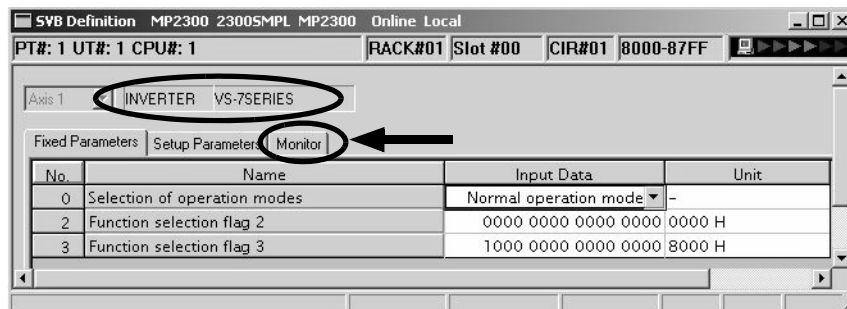 SVB Definition MP2300 2300SMPL MP2300 Online Local
PT#: 1 UT#: 1 CPU#: 1 RACK#01 Slot #00 CIR#01 8000-87FF
Axis 1 INVERTER VS-7SERIES
Fixed Parameters Setup Parameters Monitor
No. Name Input Data Unit
0 Selection of operation modes Normal operation mode -
2 Function selection flag 2 0000 0000 0000 0000 0000 H
3 Function selection flag 3 1000 0000 0000 0000 8000 H